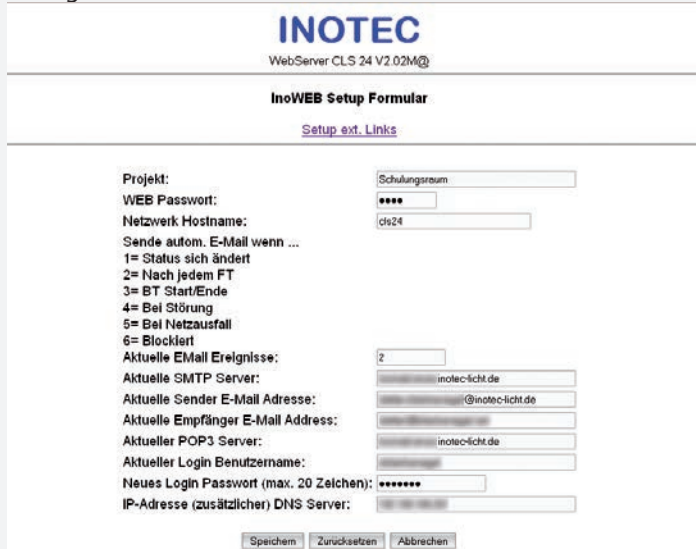 INOTEC
WebServer CLS 24 V2.02M@
InoWEB Setup Formular
Setup ext. Links
Projekt: Schulungsraum
WEB Passwort: ●●●●
Netzwerk Hostname: cls24
Sende autom. E-Mail wenn ...
1= Status sich ändert
2= Nach jedem FT
3= BT Start/Ende
4= Bei Störung
5= Bei Netzausfall
6= Blockiert
Aktuelle EMail Ereignisse: 2
Aktuelle SMTP Server: inotec-licht.de
Aktuelle Sender E-Mail Adresse: @inotec-licht.de
Aktuelle Empfänger E-Mail Address:
Aktueller POP3 Server: inotec-licht.de
Aktueller Login Benutzername:
Neues Login Passwort (max. 20 Zeichen): ●●●●●●●
IP-Adresse (zusätzlicher) DNS Server:
Speichern Zurücksetzen Abbrechen